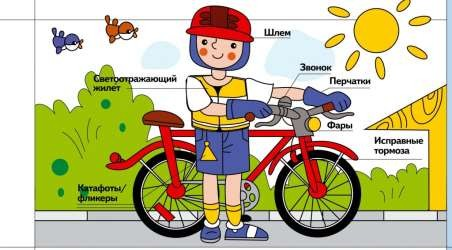 Шлем
Звонок
Светоотражающий
жилет
Перчатки
Фары
Исправные
тормоза
Катафоты/
фликеры